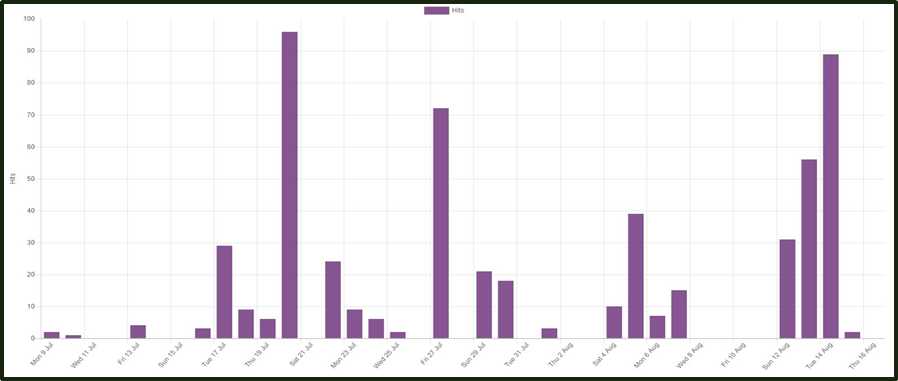 Hits
100
90
80
70
60
50
40
30
20
10
0
Hits
Mon 9 Jul
Wed 11 Jul
Fri 13 Jul
Sun 15 Jul
Tue 17 Jul
Thu 19 Jul
Sat 21 Jul
Mon 23 Jul
Wed 25 Jul
Fri 27 Jul
Sun 29 Jul
Tue 31 Jul
Thu 2 Aug
Sat 4 Aug
Mon 6 Aug
Wed 8 Aug
Fri 10 Aug
Sun 12 Aug
Tue 14 Aug
Thu 16 Aug